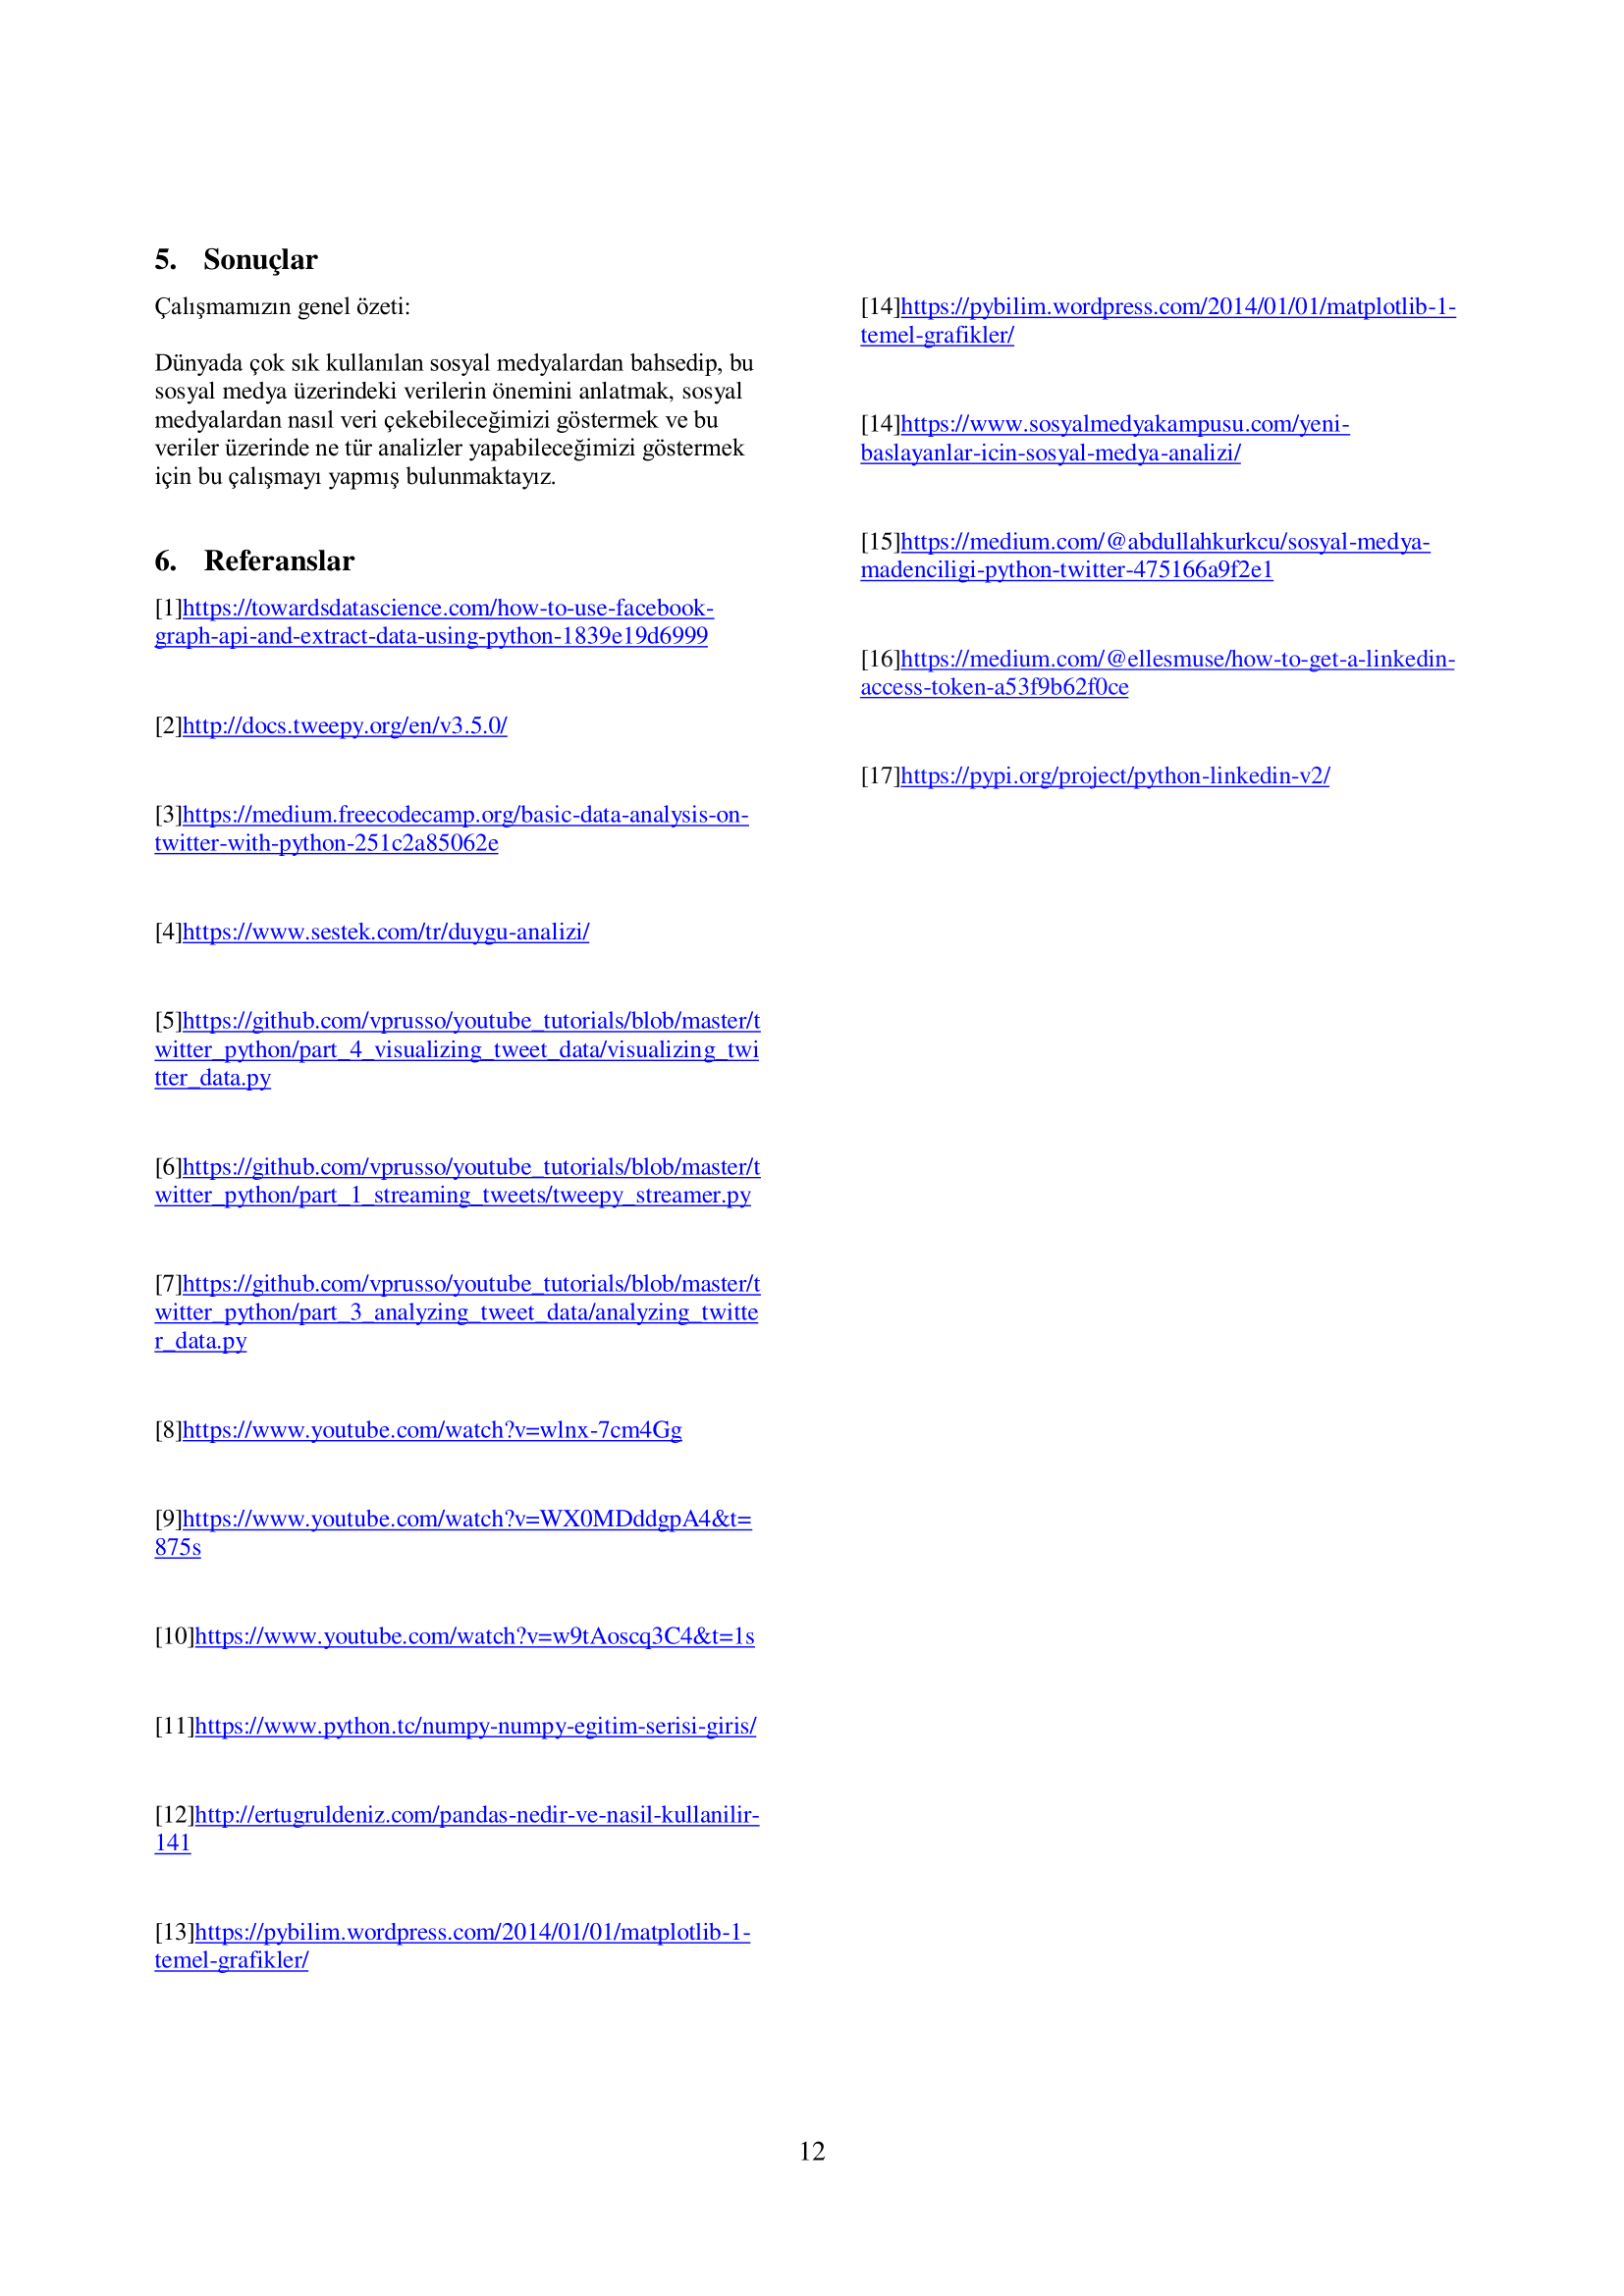 5. Sonuçlar
Çalışmamızın genel özeti:
Dünyada çok sık kullanılan sosyal medyalardan bahsedip, bu
sosyal medya üzerindeki verilerin önemini anlatmak, sosyal
medyalardan nasıl veri çekebileceğimizi göstermek ve bu
veriler üzerinde ne tür analizler yapabileceğimizi göstermek
için bu çalışmayı yapmış bulunmaktayız.
6. Referanslar
[1]https://towardsdatascience.com/how-to-use-facebook-
graph-api-and-extract-data-using-python-1839e19d6999
[2]http://docs.tweepy.org/en/v3.5.0/
[3]https://medium.freecodecamp.org/basic-data-analysis-on-
twitter-with-python-251c2a85062e
[4]https://www.sestek.com/tr/duygu-analizi/
[5]https://github.com/vprusso/youtube_tutorials/blob/master/t
witter_python/part_4_visualizing_tweet_data/visualizing_twi
tter_data.py
[6]https://github.com/vprusso/youtube_tutorials/blob/master/t
witter_python/part_1_streaming_tweets/tweepy_streamer.py
[7]https://github.com/vprusso/youtube_tutorials/blob/master/t
witter_python/part_3_analyzing_tweet_data/analyzing_twitte
r_data.py
[8]https://www.youtube.com/watch?v=wlnx-7cm4Gg
[9]https://www.youtube.com/watch?v=WX0MDddgpA4&t=
875s
[10]https://www.youtube.com/watch?v=w9tAoscq3C4&t=1s
[11]https://www.python.tc/numpy-numpy-egitim-serisi-giris/
[12]http://ertugruldeniz.com/pandas-nedir-ve-nasil-kullanilir-
141
[13]https://pybilim.wordpress.com/2014/01/01/matplotlib-1-
temel-grafikler/
[14]https://pybilim.wordpress.com/2014/01/01/matplotlib-1-
temel-grafikler/
[14]https://www.sosyalmedyakampusu.com/yeni-
baslayanlar-icin-sosyal-medya-analizi/
[15]https://medium.com/@abdullahkurkcu/sosyal-medya-
madenciligi-python-twitter-475166a9f2e1
[16]https://medium.com/@ellesmuse/how-to-get-a-linkedin-
access-token-a53f9b62f0ce
[17]https://pypi.org/project/python-linkedin-v2/
12